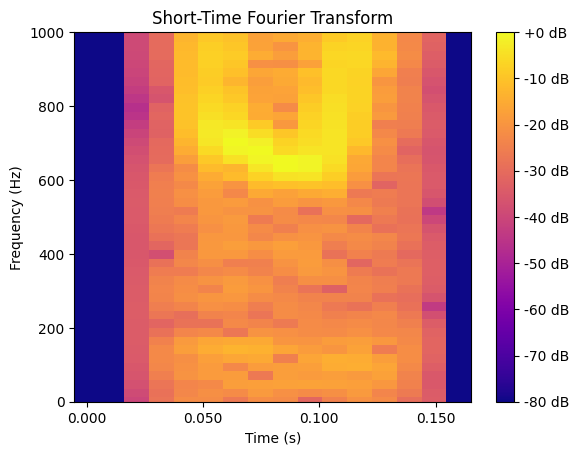 Short-Time Fourier Transform
1000
800
600
400
200
0
Frequency (Hz)
0.000
0.050
0.100
0.150
Time (s)
+0 dB
-10 dB
-20 dB
-30 dB
-40 dB
-50 dB
-60 dB
-70 dB
-80 dB